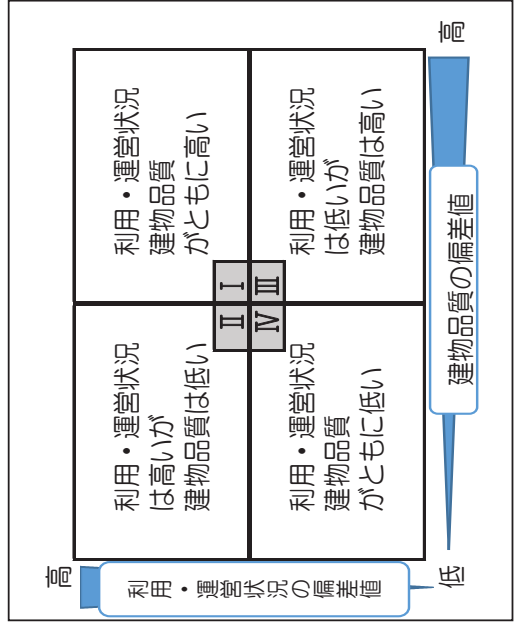 高
利用・運営状況の偏差値
利用・運営状況
は高いが
建物品質は低い
Ⅱ
利用・運営状況
建物品質
がともに高い
Ⅰ
利用・運営状況
建物品質
がともに低い
Ⅳ
利用・運営状況
は低いが
建物品質は高い
Ⅲ
低
建物品質の偏差値
高